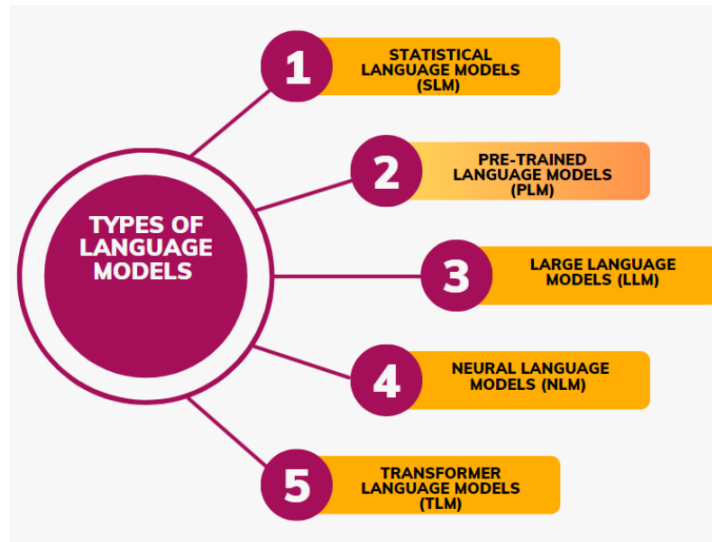 TYPES OF
LANGUAGE
MODELS
1
STATISTICAL
LANGUAGE MODELS
(SLM)
2
PRE-TRAINED
LANGUAGE MODELS
(PLM)
3
LARGE LANGUAGE
MODELS (LLM)
4
NEURAL LANGUAGE
MODELS (NLM)
5
TRANSFORMER
LANGUAGE MODELS
(TLM)